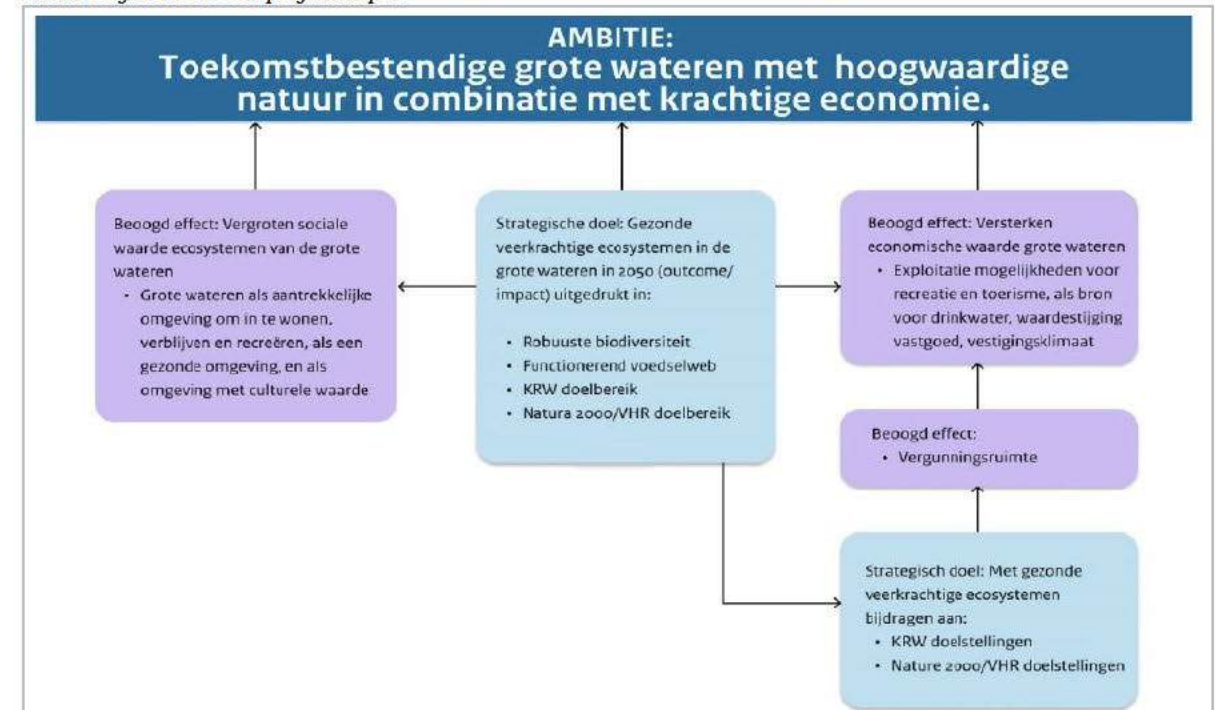 AMBITIE:
Toekomstbestendige grote wateren met hoogwaardige
natuur in combinatie met krachtige economie.
Beoogd effect: Vergroten sociale
waarde ecosystemen van de grote
wateren
• Grote wateren als aantrekkelijke
omgeving om in te wonen,
verblijven en recreëren, als een
gezonde omgeving, en als
omgeving met culturele waarde
Strategische doel: Gezonde
veerkrachtige ecosystemen in de
grote wateren in 2050 (outcome/
impact) uitgedrukt in:
• Robuuste biodiversiteit
• Functionerend voedselweb
• KRW doelbereik
• Natura 2000/VHR doelbereik
Beoogd effect: Versterken
economische waarde grote wateren
• Exploitatie mogelijkheden voor
recreatie en toerisme, als bron
voor drinkwater, waardestijging
vastgoed, vestigingsklimaat
Beoogd effect:
• Vergunningsruimte
Strategisch doel: Met gezonde
veerkrachtige ecosystemen
bijdragen aan:
• KRW doelstellingen
• Nature 2000/VHR doelstellingen